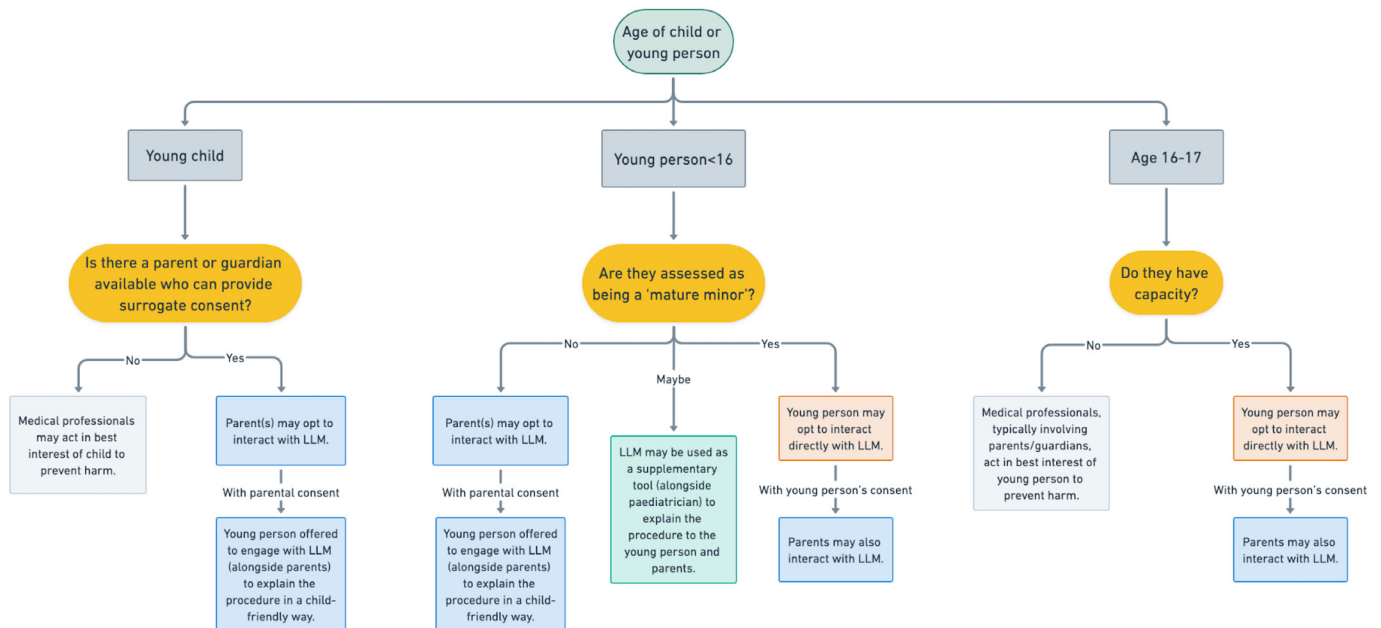 Age of child or
young person
Young child
Young person<16
Age 16-17
Is there a parent or guardian
available who can provide
surrogate consent?
Are they assessed as
being a ‘mature minor’?
Do they have
capacity?
No
Yes
No
Maybe
Yes
No
Yes
Medical professionals
may act in best
interest of child to
prevent harm.
Parent(s) may opt to
interact with LLM.
With parental consent
Young person offered
to engage with LLM
(alongside parents)
to explain the
procedure in a child-
friendly way.
Parent(s) may opt to
interact with LLM.
With parental consent
Young person offered
to engage with LLM
(alongside parents)
to explain the
procedure in a child-
friendly way.
LLM may be used as
a supplementary
tool (alongside
paediatrician) to
explain the
procedure to the
young person and
parents.
Young person may
opt to interact
directly with LLM.
With young person’s consent
Parents may also
interact with LLM.
Medical professionals,
typically involving
parents/guardians,
act in best interest of
young person to
prevent harm.
Young person may
opt to interact
directly with LLM.
With young person’s consent
Parents may also
interact with LLM.